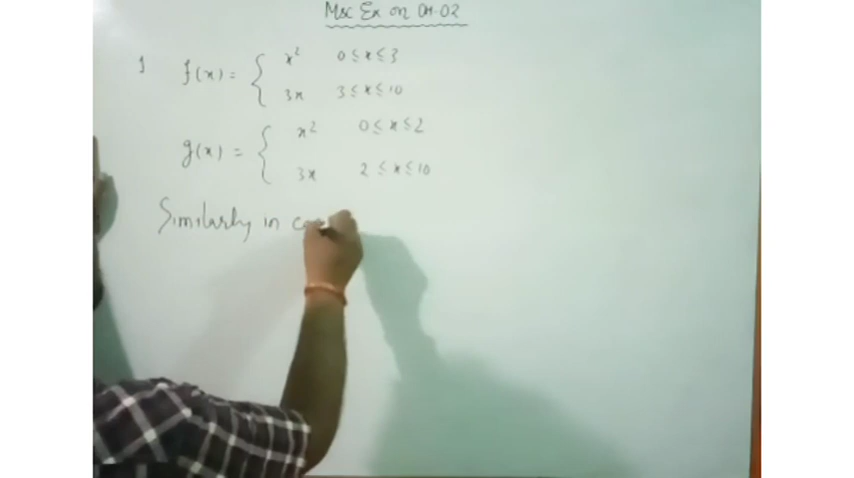 Misc Ex on CH-02
1 f(x) = { x² 0 ≤ x ≤ 3
3x 3 ≤ x ≤ 10
g(x) = { x² 0 ≤ x ≤ 2
3x 2 ≤ x ≤ 10
Similarly in